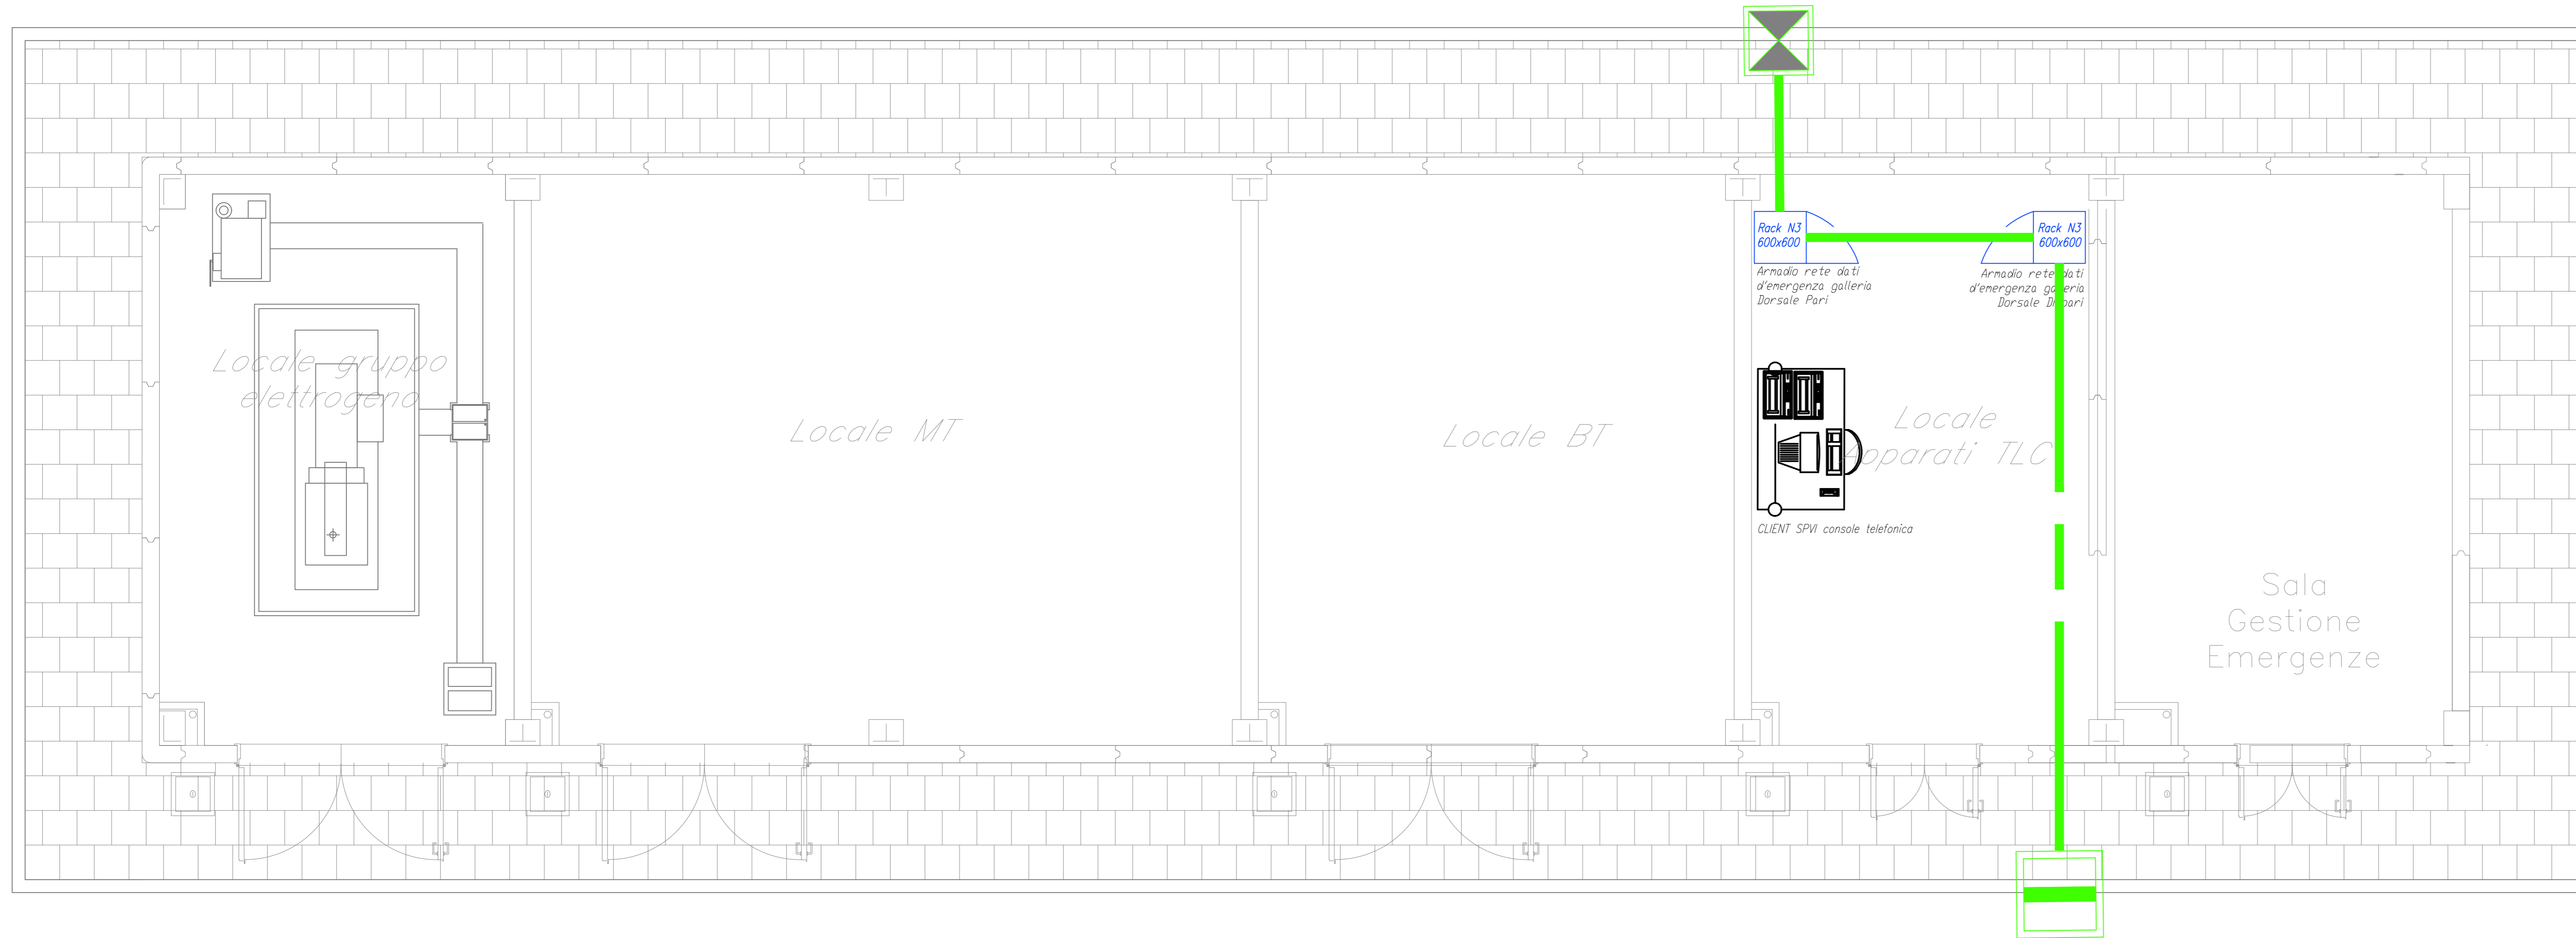 Rack N3
600x600
Rack N3
600x600
Armadio rete dati
d'emergenza galleria
Dorsale Pari
Armadio rete dati
d'emergenza galleria
Dorsale Dispari
Locale gruppo
elettrogeno
Locale MT
Locale BT
Locale
Apparati TLC
CLIENT SPVI console telefonica
Sala
Gestione
Emergenze